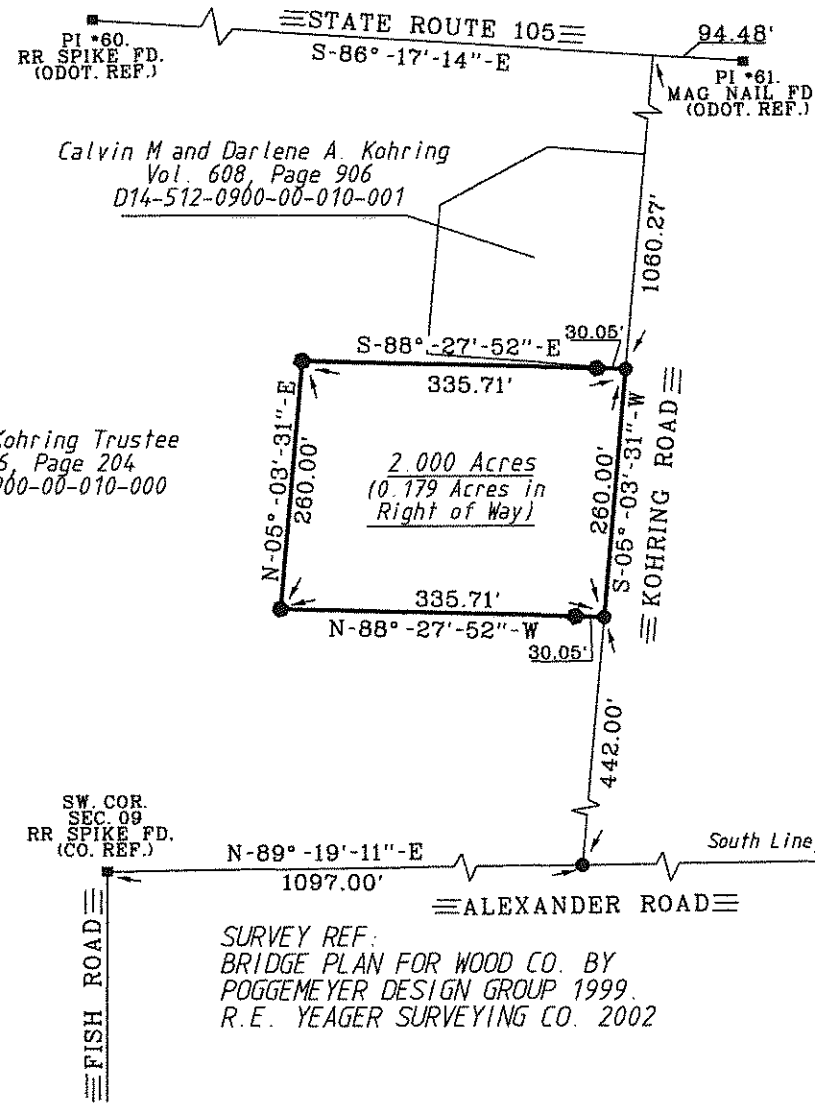 STATE ROUTE 105
94.48'
S-86°-17'-14"-E
PI *60.
RR SPIKE FD.
(ODOT. REF.)
PI *61.
MAG NAIL FD
(ODOT. REF.)
Calvin M and Darlene A. Kohring
Vol. 608, Page 906
D14-512-0900-00-010-001
1060.27'
30.05'
S-88°-27'-52"-E
335.71'
N-05°-03'-31"-E
260.00'
Kohring Trustee
6, Page 204
900-00-010-000
2.000 Acres
(0.179 Acres in
Right of Way)
260.00'
S-05°-03'-31"-W
KOHRING ROAD
335.71'
N-88°-27'-52"-W
30.05'
442.00'
SW. COR.
SEC. 09
RR SPIKE FD.
(CO. REF.)
N-89°-19'-11"-E
1097.00'
South Line,
ALEXANDER ROAD
FISH ROAD
SURVEY REF:
BRIDGE PLAN FOR WOOD CO. BY
POGGEMEYER DESIGN GROUP 1999.
R.E. YEAGER SURVEYING CO. 2002